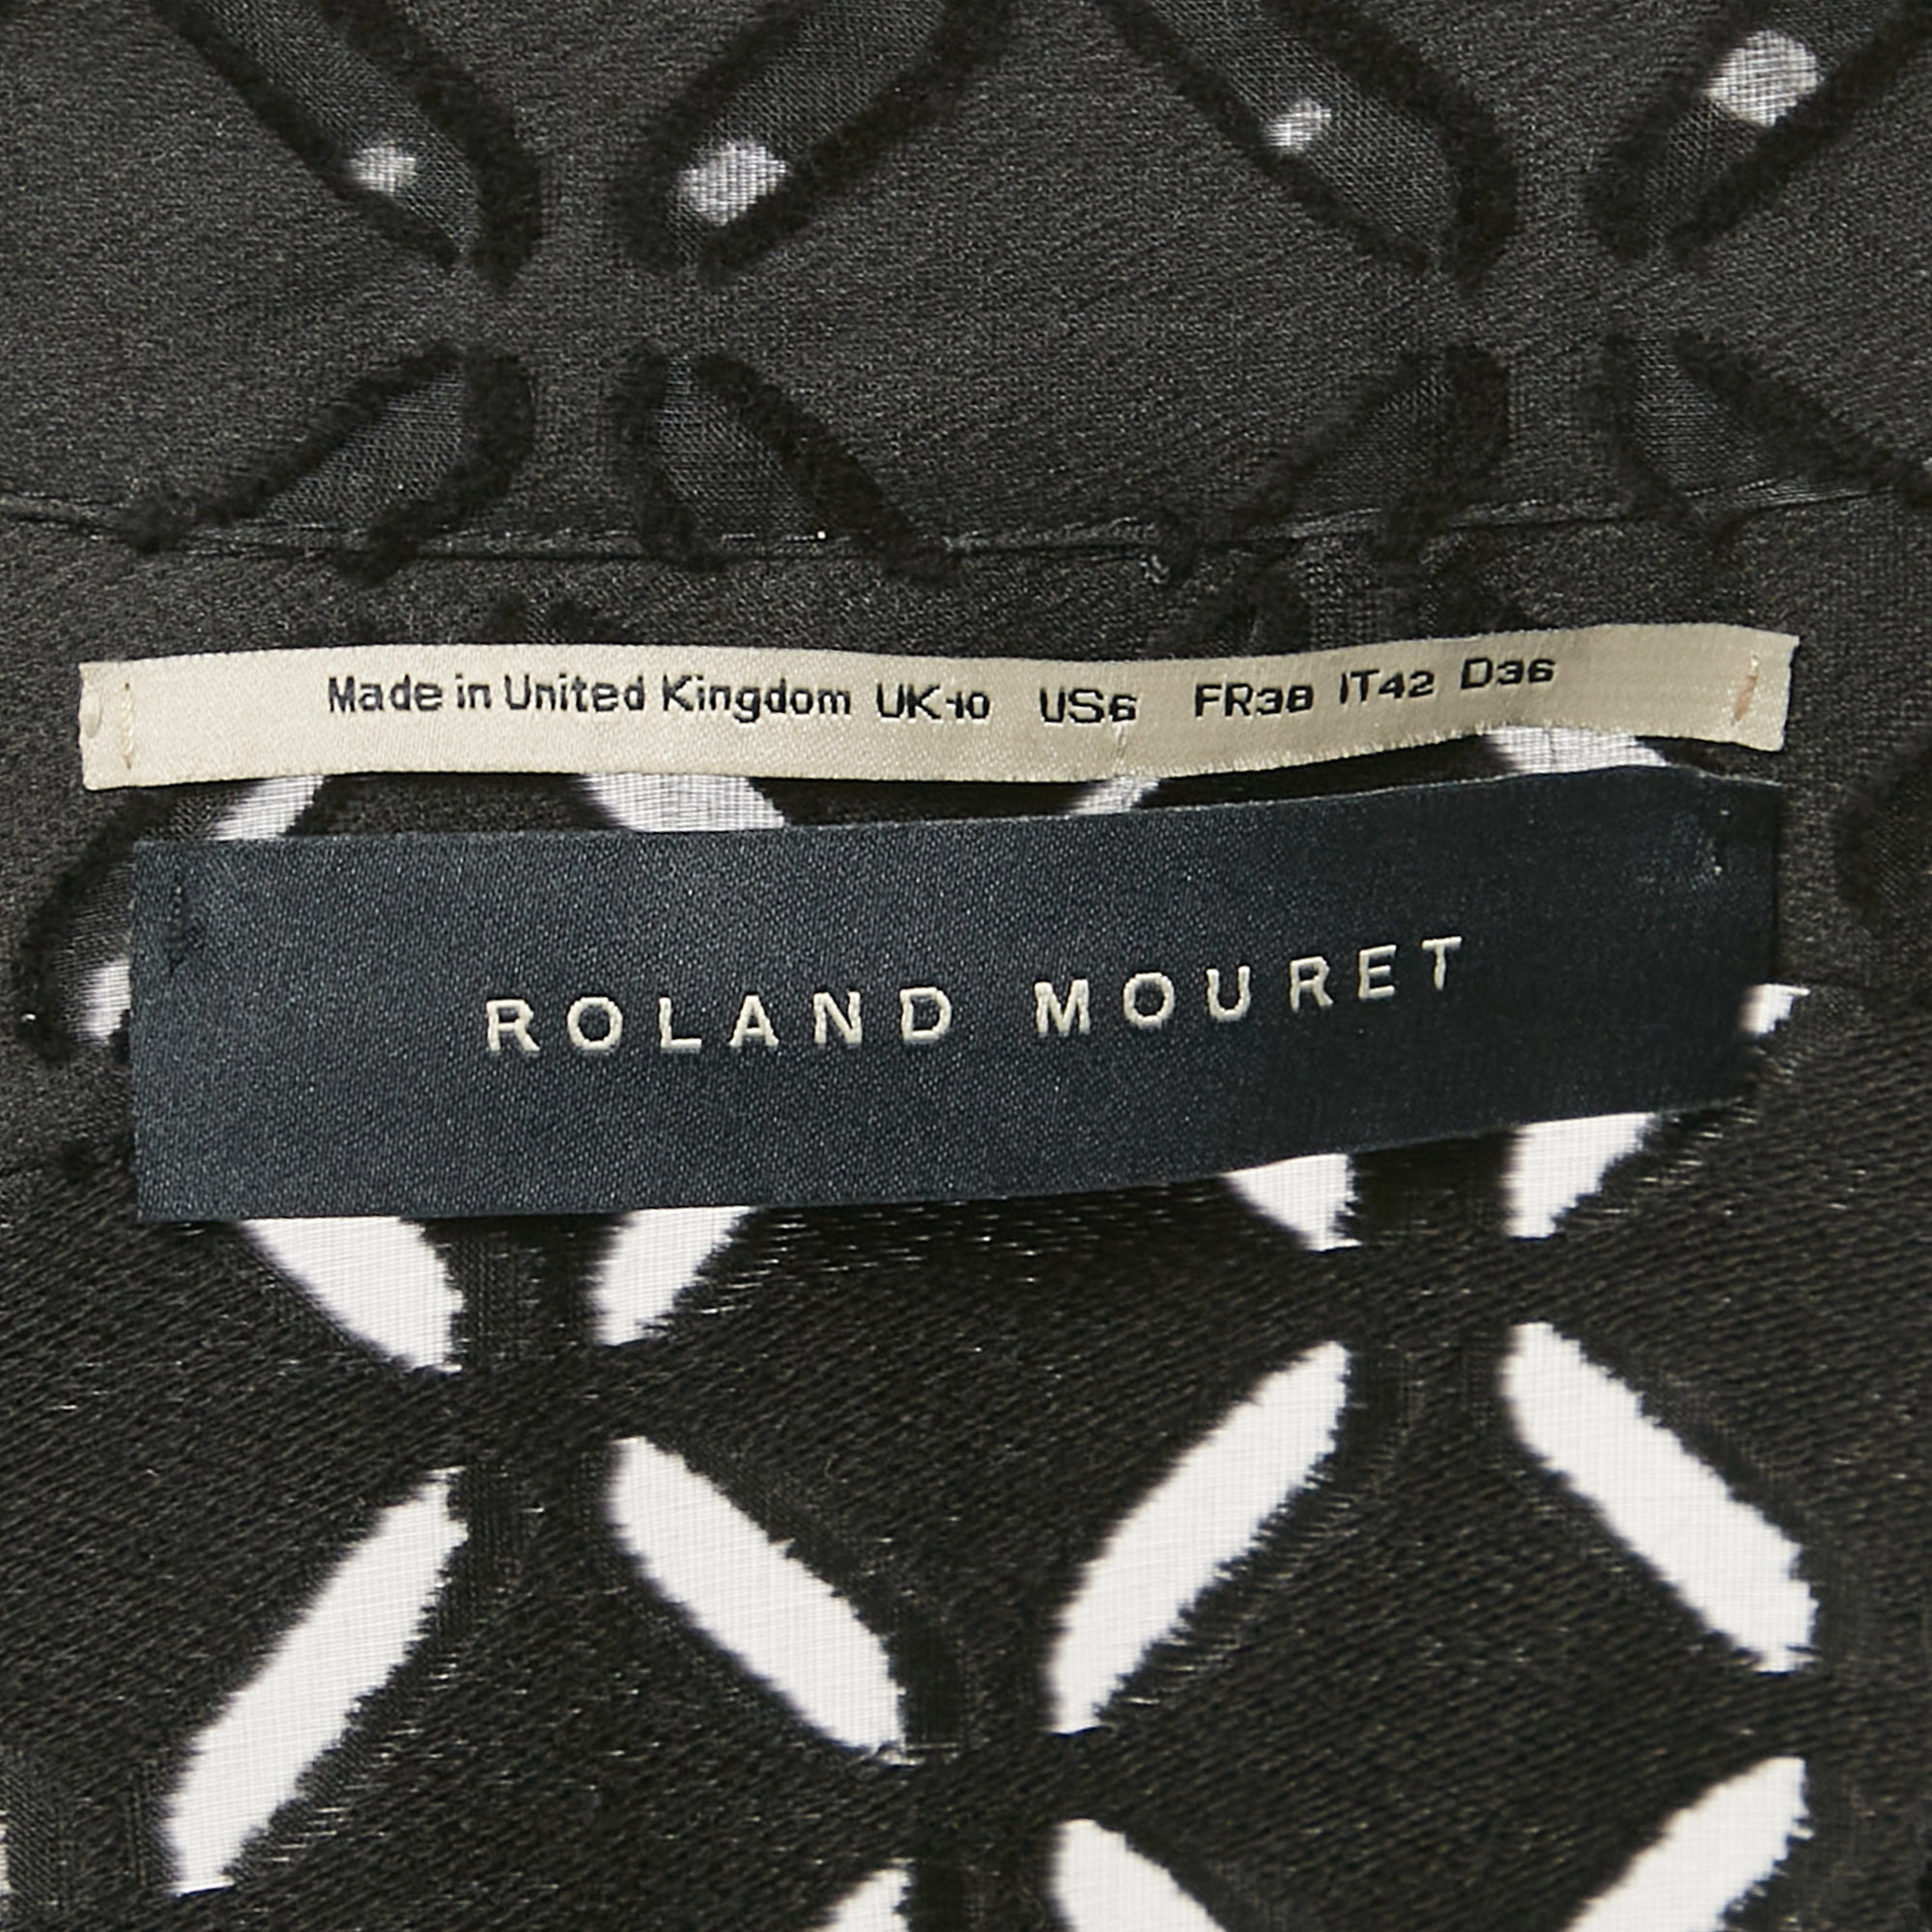 Made in United Kingdom UK10 US6 FR38 IT42 D36
ROLAND MOURET